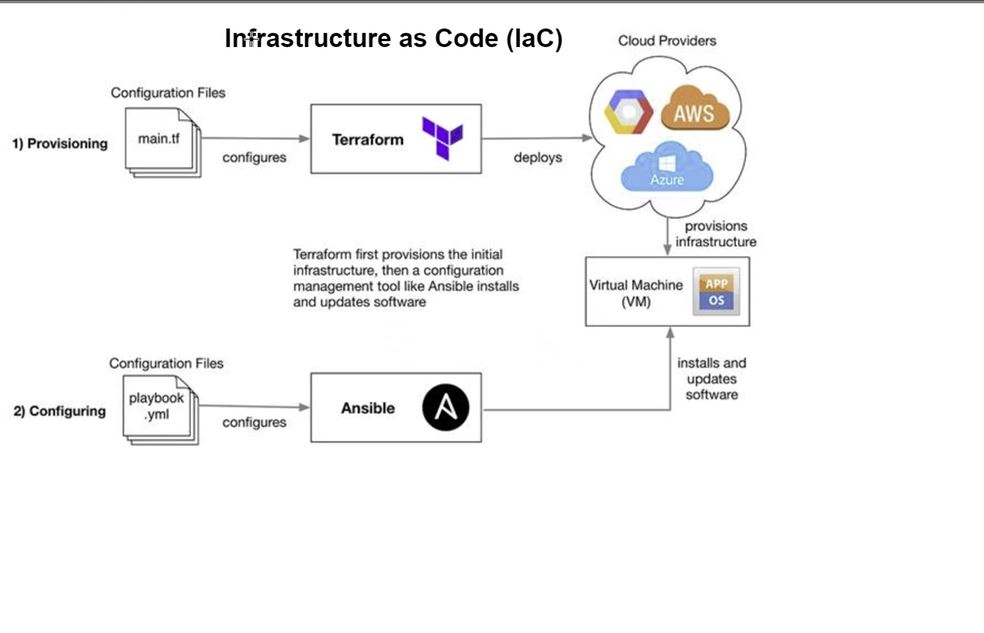 Infrastructure as Code (IaC)
Cloud Providers
Configuration Files
1) Provisioning
main.tf
configures
Terraform
deploys
AWS
Azure
provisions
infrastructure
Terraform first provisions the initial
infrastructure, then a configuration
management tool like Ansible installs
and updates software
Virtual Machine
(VM)
APP
OS
Configuration Files
2) Configuring
playbook
.yml
configures
Ansible
installs and
updates
software